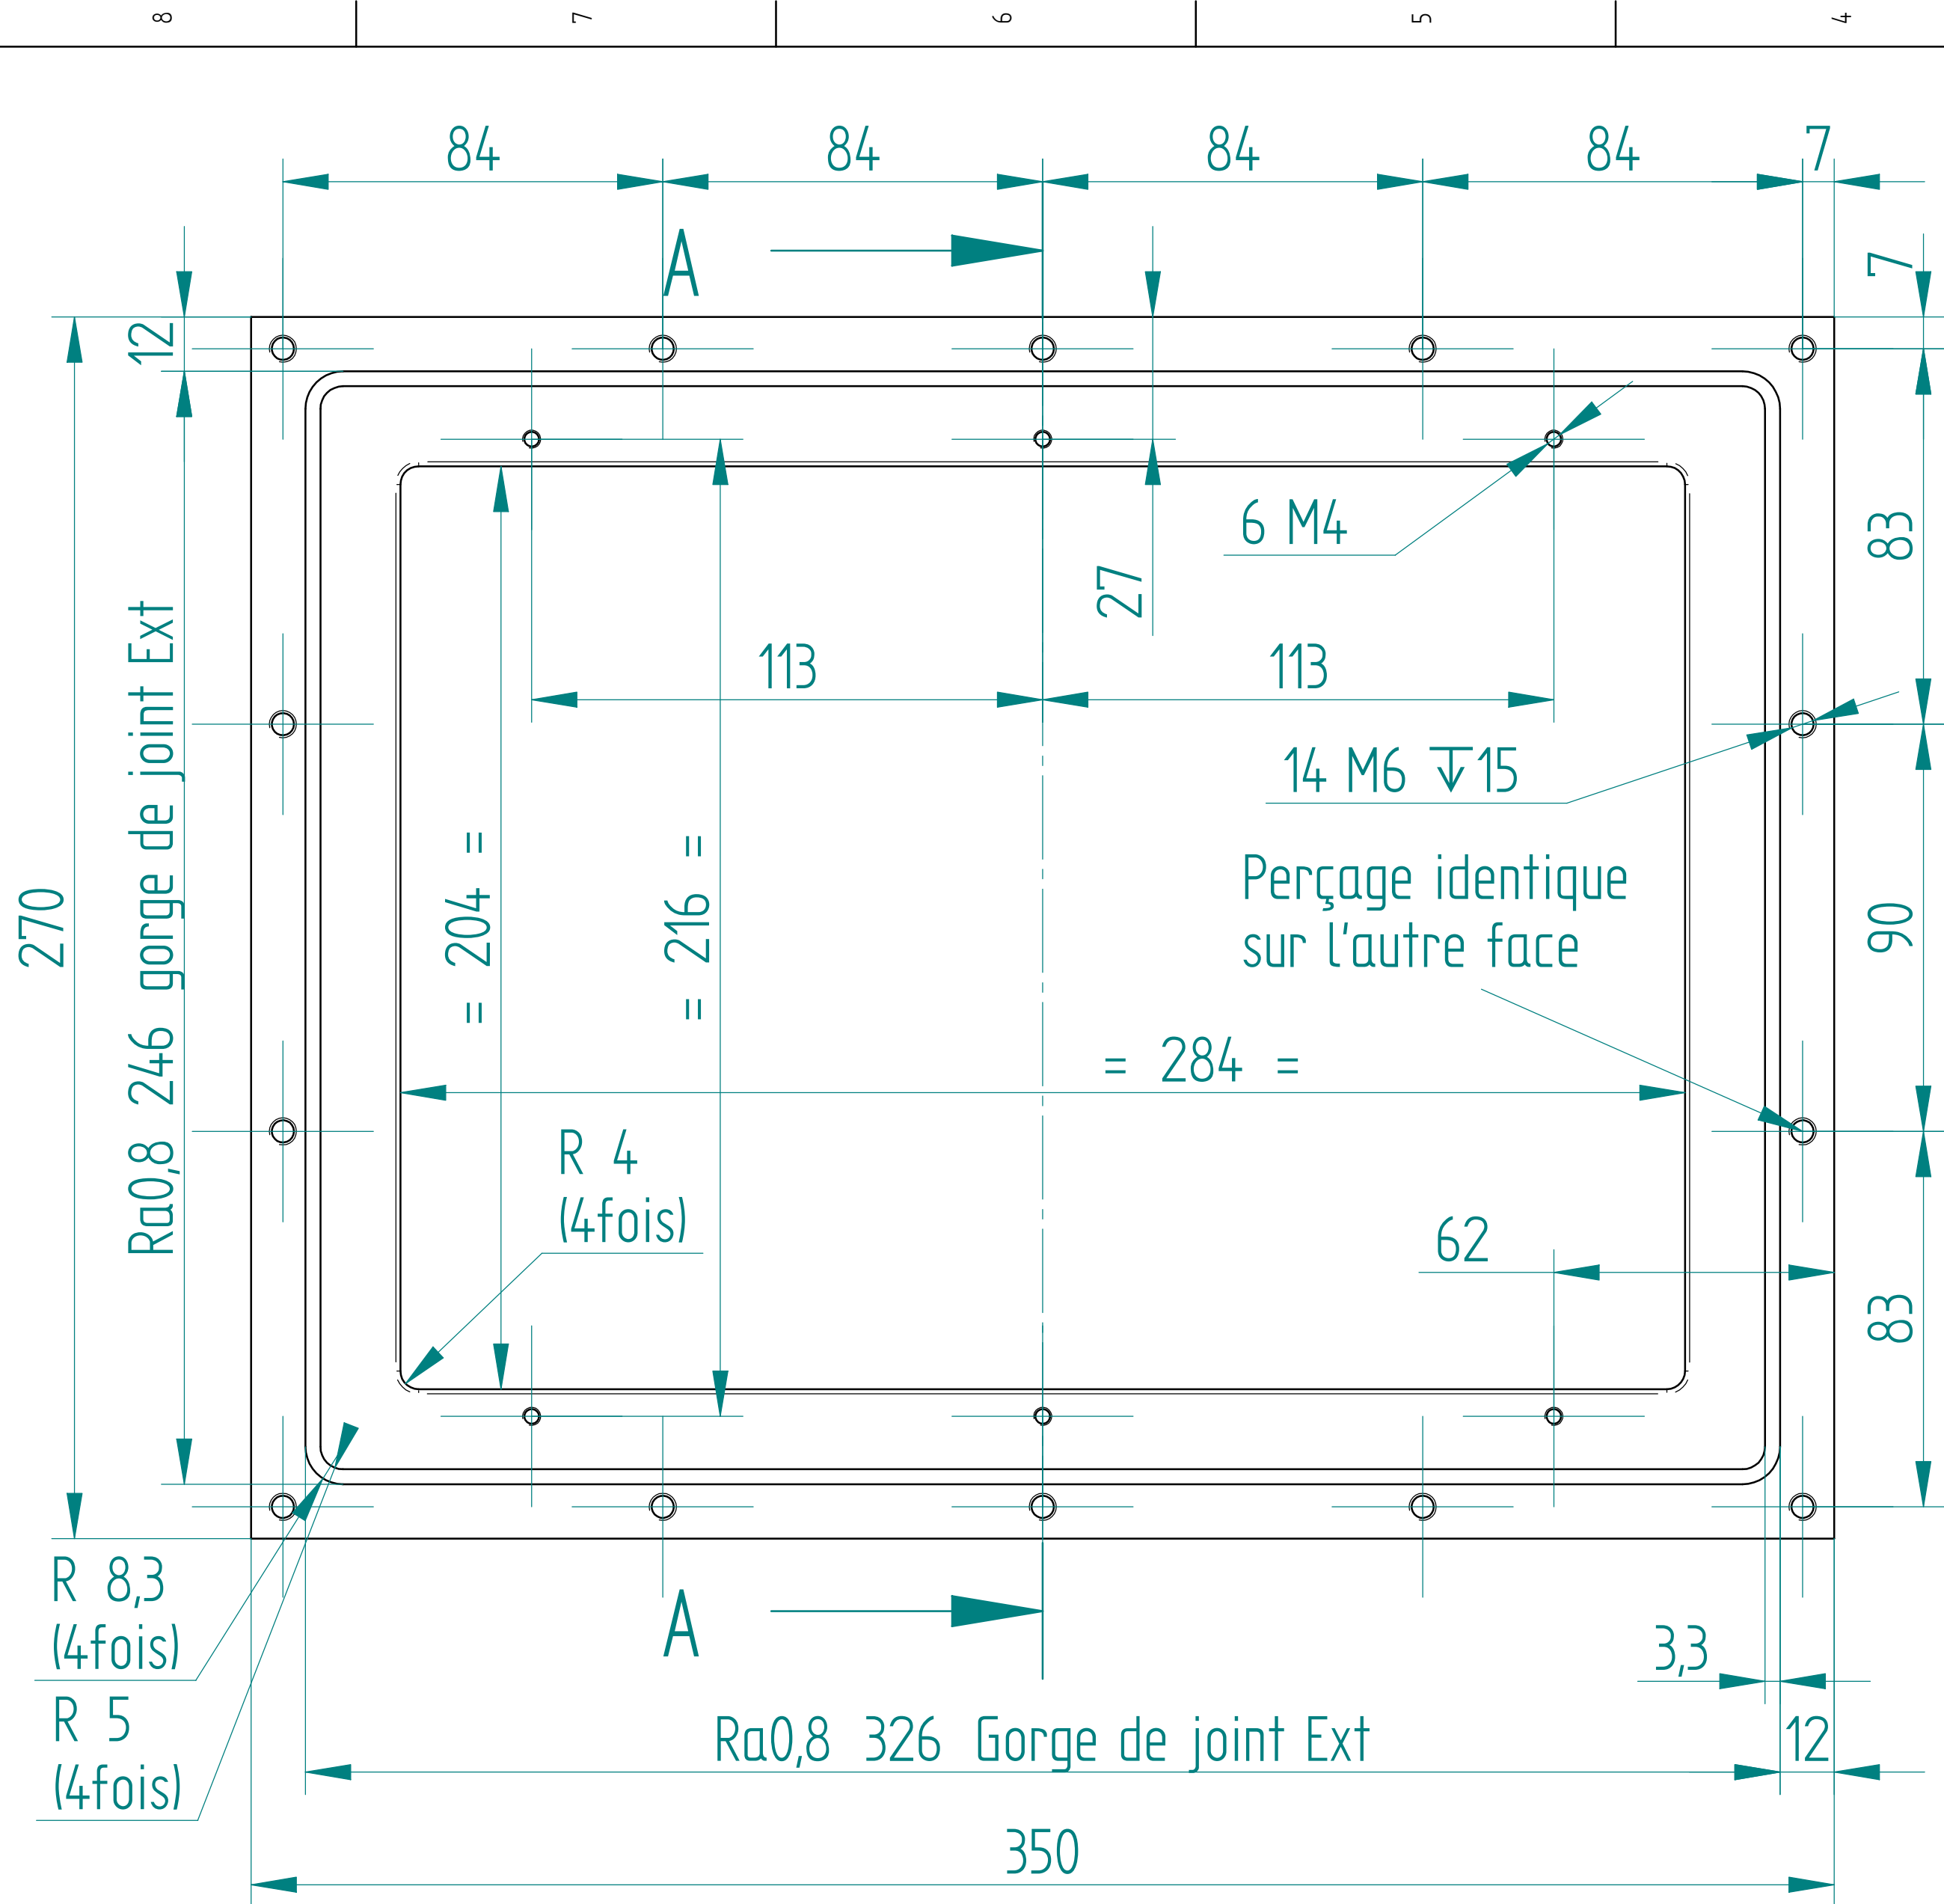 8
7
6
5
4
84
84
84
84
7
A
7
12
6 M4
83
27
113
113
14 M6 ↧15
Perçage identique
sur l'autre face
90
270
Ra0,8 246 gorge de joint Ext
= 204 =
= 216 =
= 284 =
R 4
(4fois)
62
83
R 8,3
(4fois)
A
3,3
R 5
(4fois)
Ra0,8 326 Gorge de joint Ext
12
350